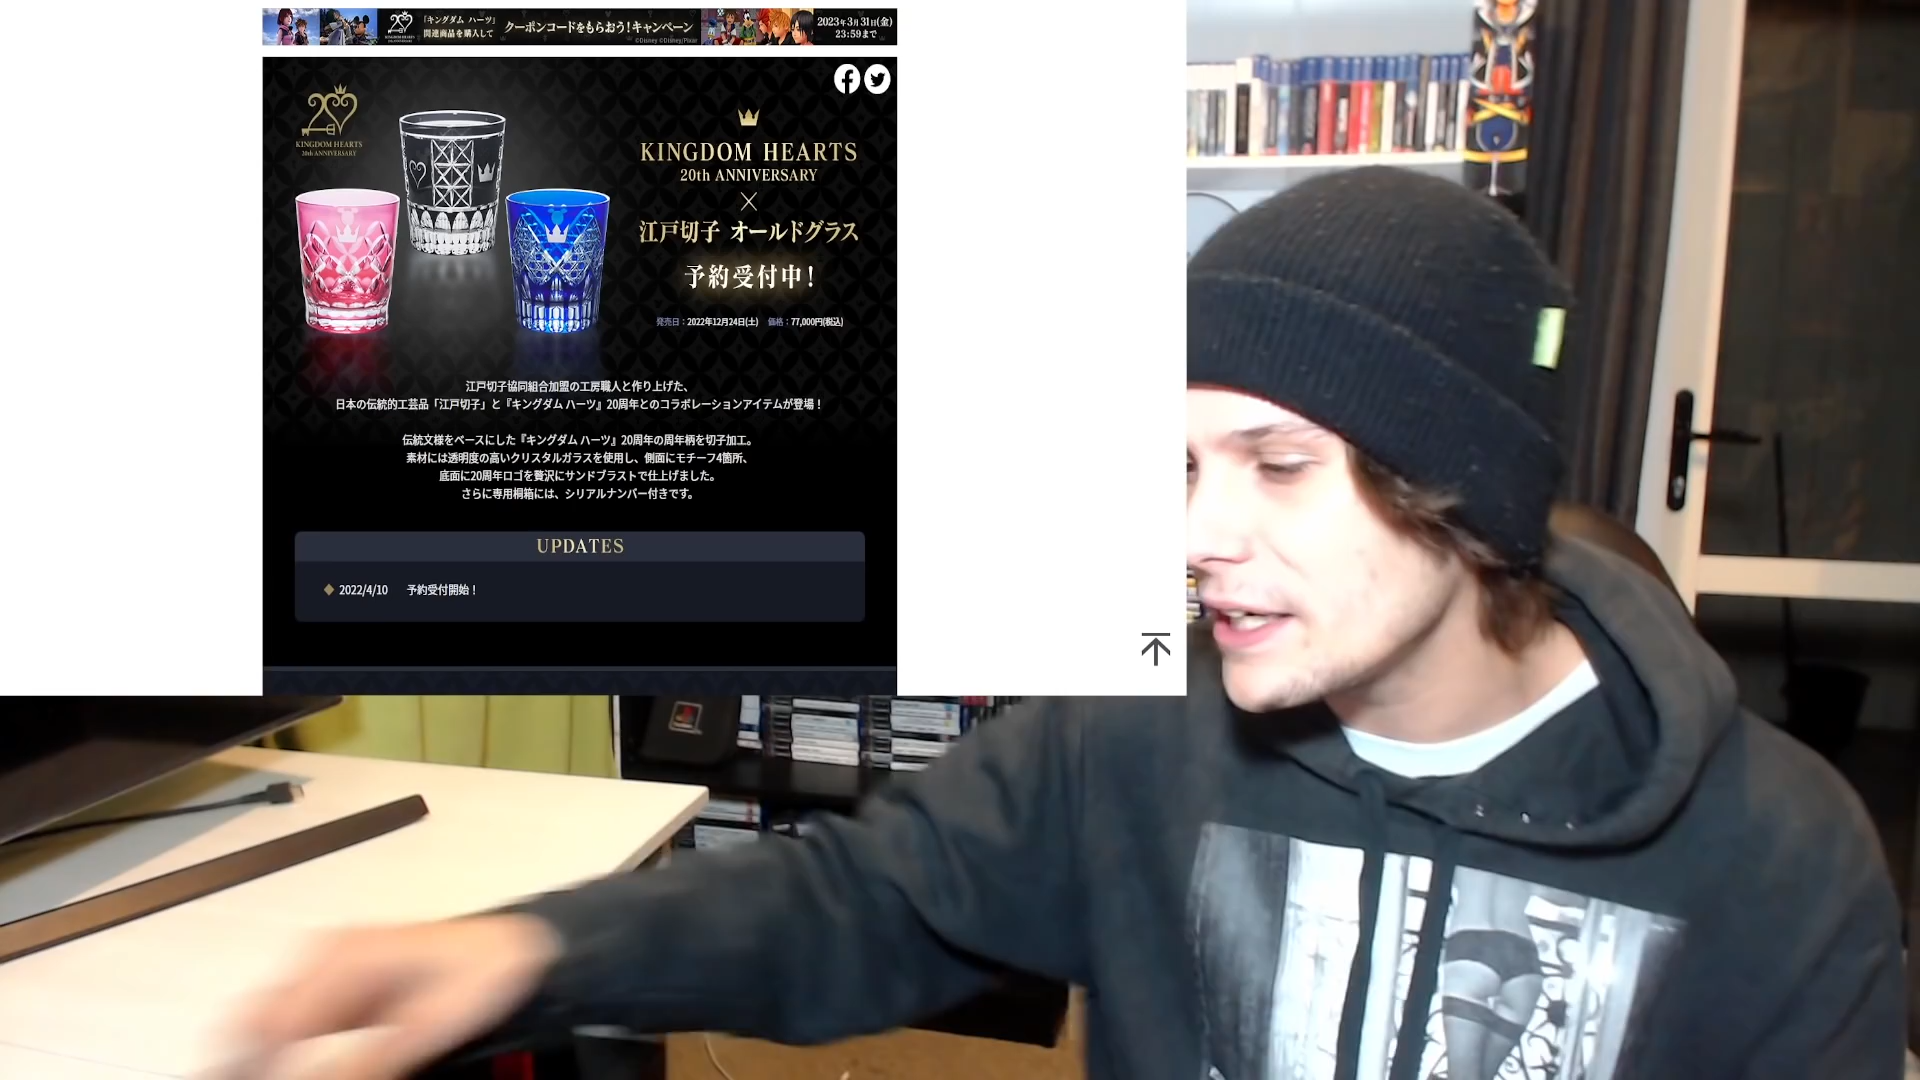 「キングダム ハーツ」
関連商品を購入して
クーポンコードをもらおう!キャンペーン
2023年3月31日(金)
23:59まで
©Disney ©Disney/Pixar
KINGDOM HEARTS
20th ANNIVERSARY
KINGDOM HEARTS
20th ANNIVERSARY
×
江戸切子 オールドグラス
予約受付中!
発売日:2022年12月24日(土) 価格:77,000円(税込)
江戸切子協同組合加盟の工房職人と作り上げた、
日本の伝統的工芸品「江戸切子」と『キングダム ハーツ』20周年とのコラボレーションアイテムが登場!
伝統文様をベースにした『キングダム ハーツ』20周年の周年柄を切子加工。
素材には透明度の高いクリスタルガラスを使用し、側面にモチーフ4箇所、
底面に20周年ロゴを贅沢にサンドブラストで仕上げました。
さらに専用桐箱には、シリアルナンバー付きです。
UPDATES
2022/4/10 予約受付開始!